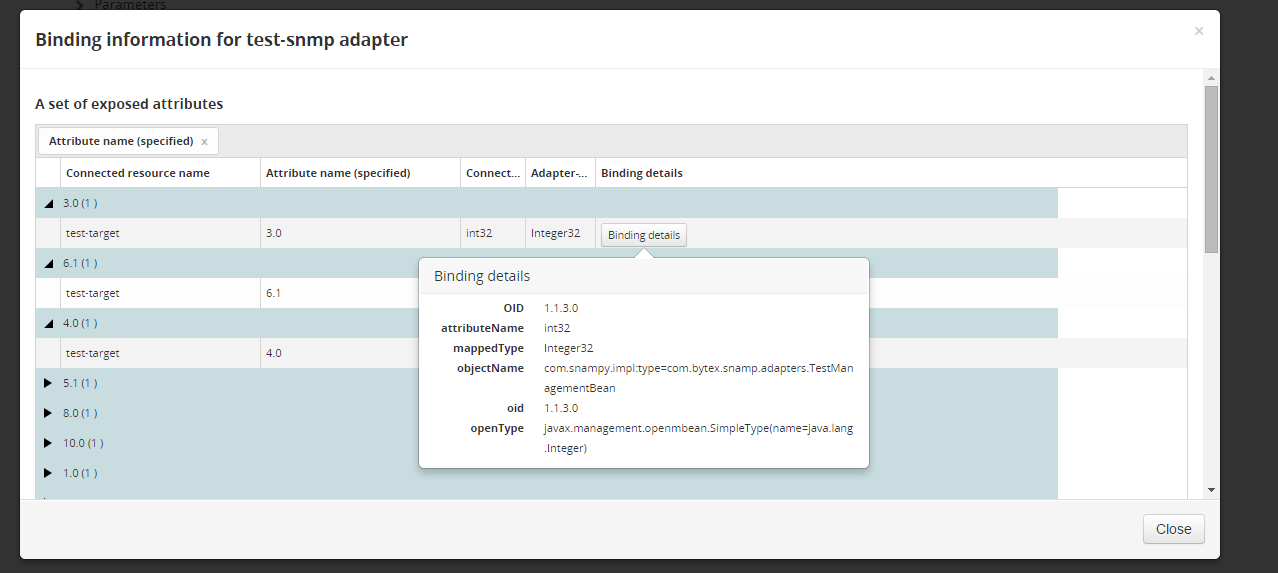 Parameters
Binding information for test-snmp adapter
×
A set of exposed attributes
Attribute name (specified) x
Connected resource name Attribute name (specified) Connect... Adapter-... Binding details
3.0 (1 )
test-target 3.0 int32 Integer32 Binding details
6.1 (1 )
test-target 6.1
4.0 (1 )
test-target 4.0
5.1 (1 )
8.0 (1 )
10.0 (1 )
1.0 (1 )
Binding details
OID 1.1.3.0
attributeName int32
mappedType Integer32
objectName com.snampy.impl:type=com.bytex.snamp.adapters.TestMan
agementBean
oid 1.1.3.0
openType javax.management.openmbean.SimpleType(name=java.lang
.Integer)
Close